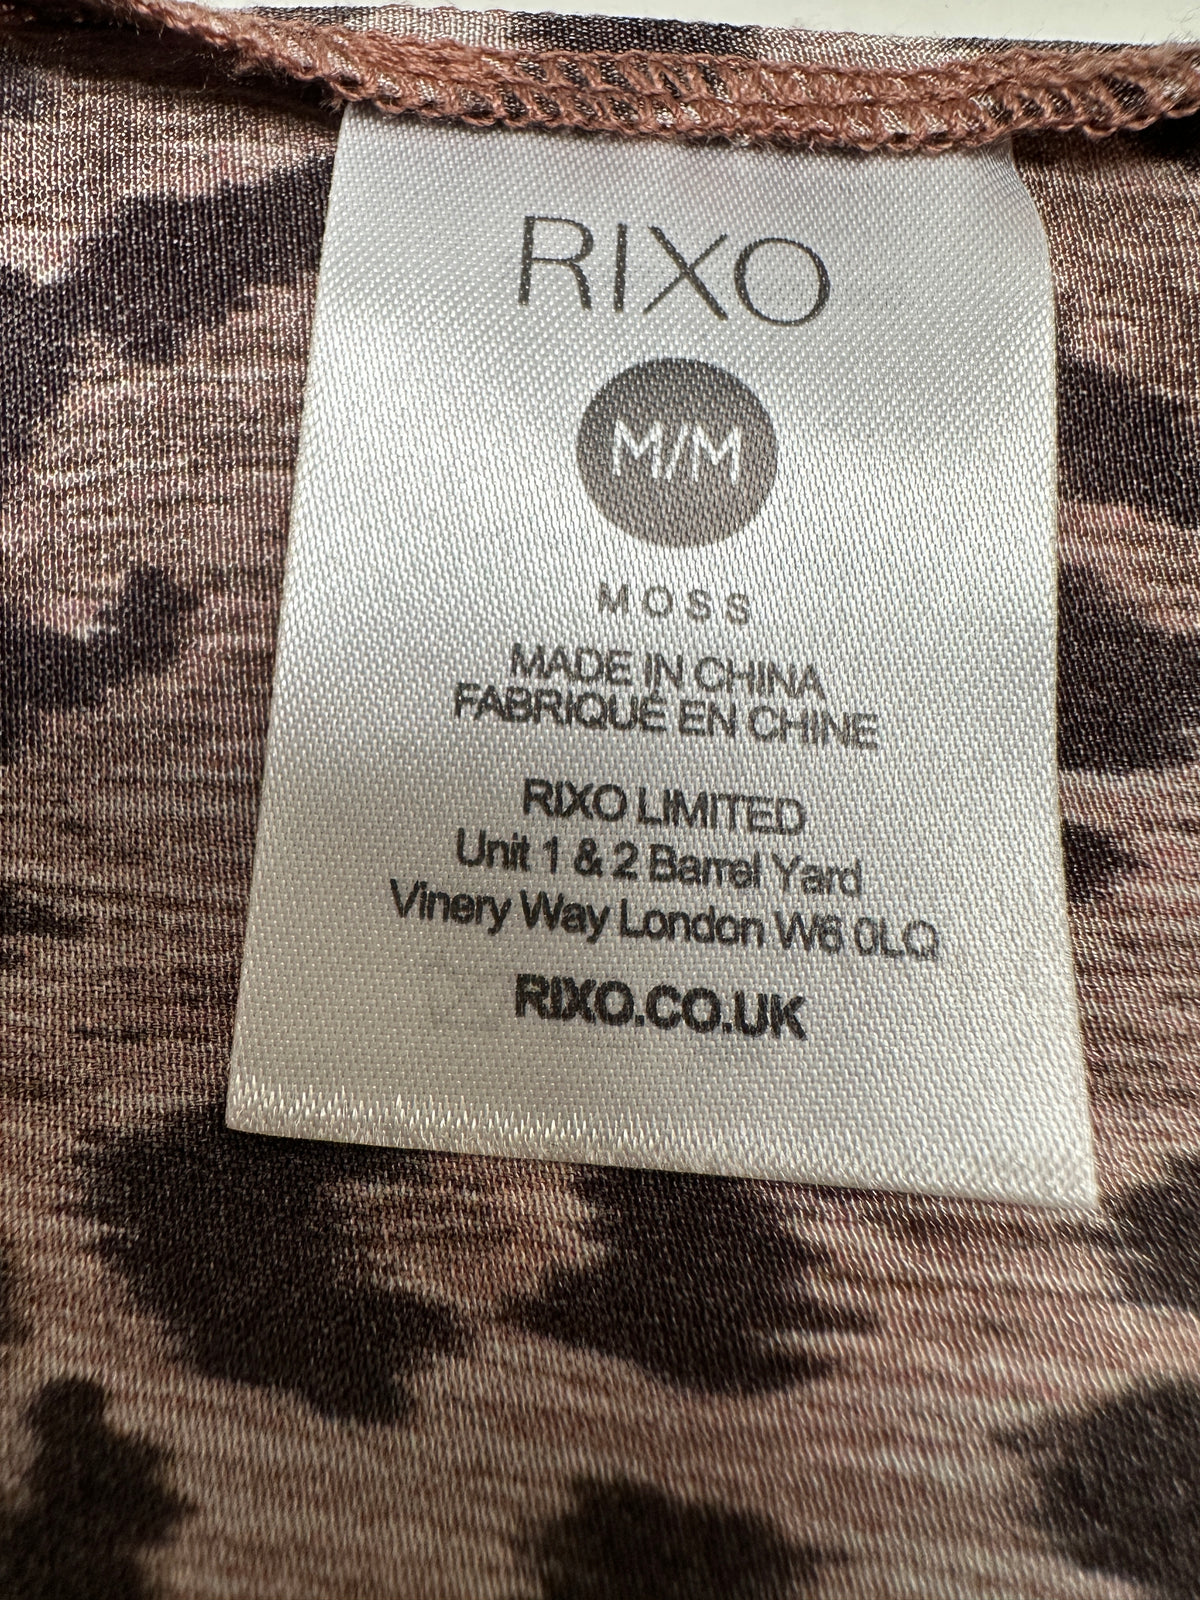 RIXO
M/M
MOSS
MADE IN CHINA
FABRIQUÉ EN CHINE
RIXO LIMITED
Unit 1 & 2 Barrel Yard
Vinery Way London W6 0LQ
RIXO.CO.UK